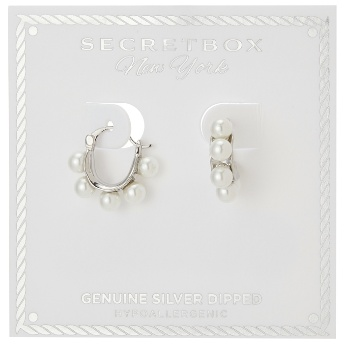 SECRETBOX
New York
GENUINE SILVER DIPPED
HYPOALLERGENIC